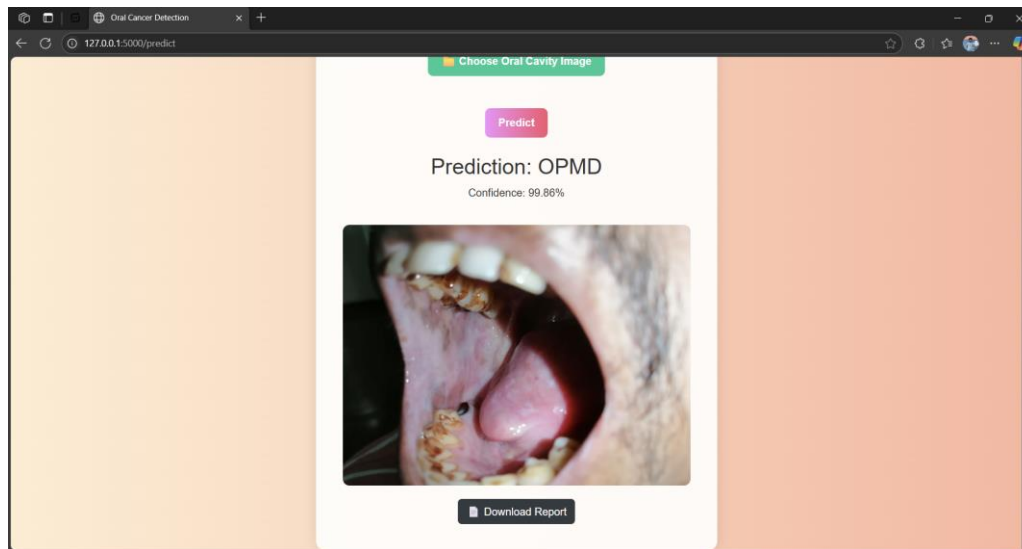 Oral Cancer Detection
127.0.0.1:5000/predict
Choose Oral Cavity Image
Predict
Prediction: OPMD
Confidence: 99.86%
Download Report